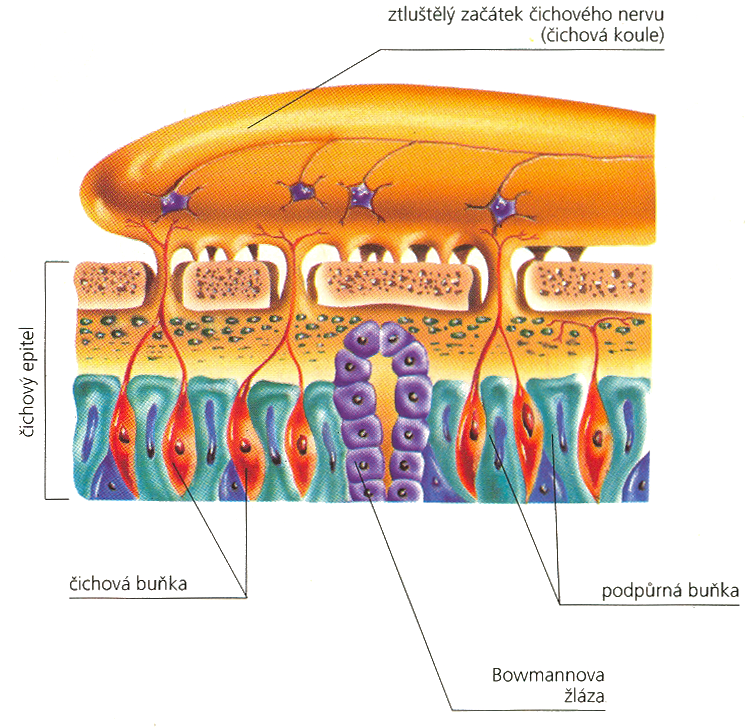 ztluštělý začátek čichového nervu
(čichová koule)
čichový epitel
čichová buňka
podpůrná buňka
Bowmannova
žláza